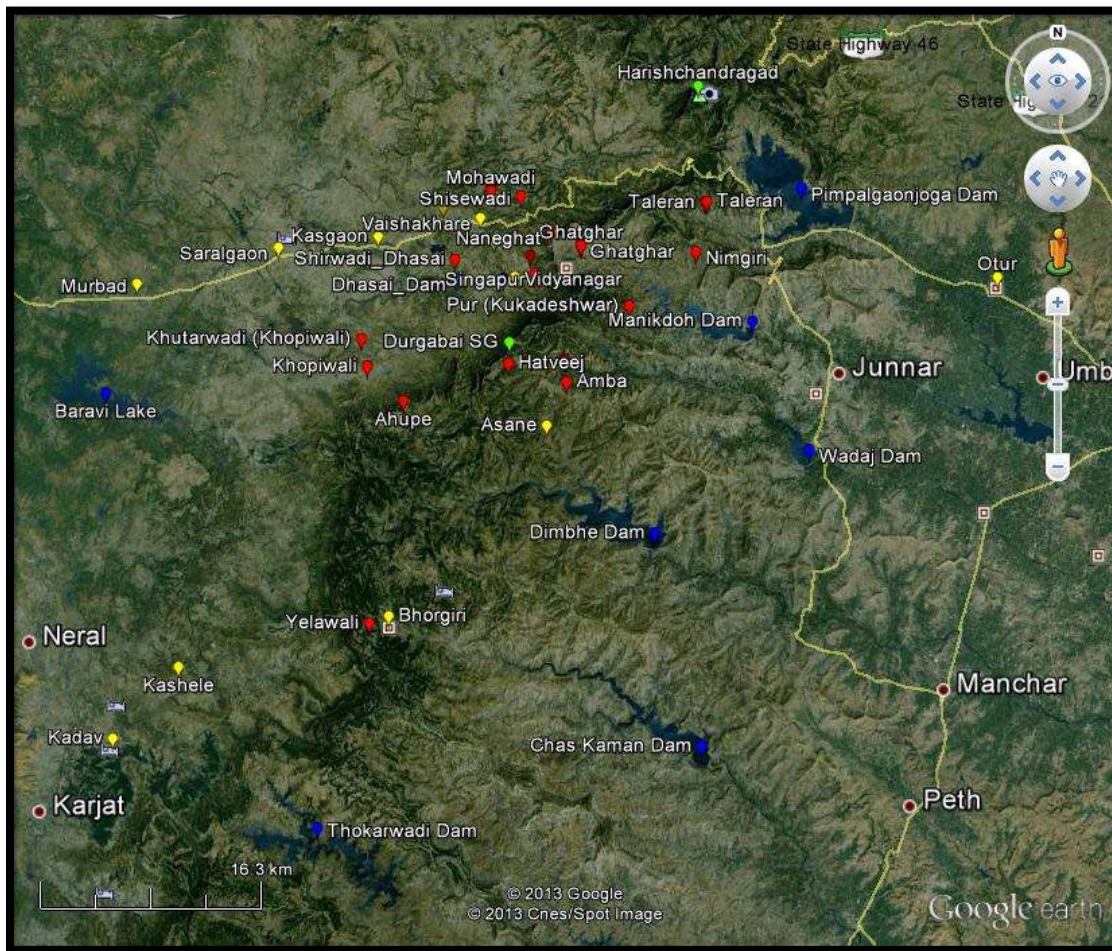 State Highway 46
N
Harishchandragad
State Hig
Mohawadi
Shisewadi
Taleran
Taleran
Pimpalgaonjoga Dam
Vaishakhare
Kasgaon
Naneghat
Ghatghar
Ghatghar
Saralgaon
Shirwadi_Dhasai
Nimgiri
Otur
Murbad
Dhasai_Dam
Singapur
Vidyanagar
Pur (Kukadeshwar)
Manikdoh Dam
Khutarwadi (Khopiwali)
Durgabai SG
Khopiwali
Hatveej
Junnar
Umb
Amba
Baravi Lake
Ahupe
Asane
Wadaj Dam
Dimbhe Dam
Yelawali
Bhorgiri
Neral
Kashele
Manchar
Kadav
Chas Kaman Dam
Karjat
Peth
Thokarwadi Dam
16.3 km
© 2013 Google
© 2013 Cnes/Spot Image
Google earth